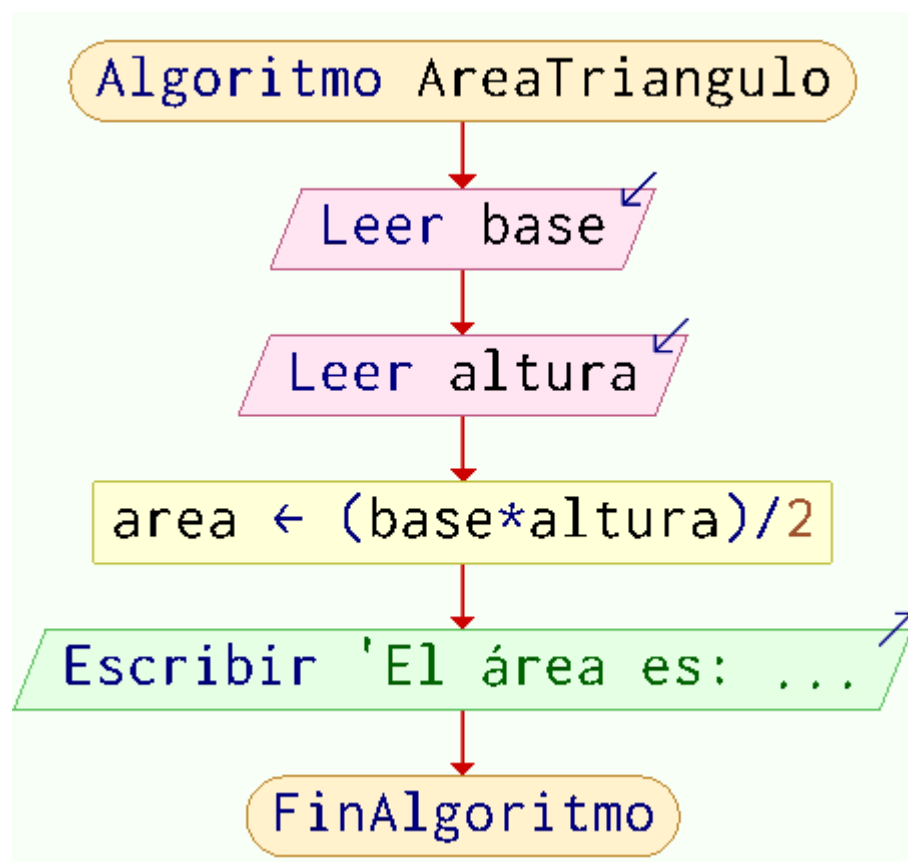 Algoritmo AreaTriangulo
Leer base
Leer altura
area ← (base*altura)/2
Escribir 'El área es: ...
FinAlgoritmo